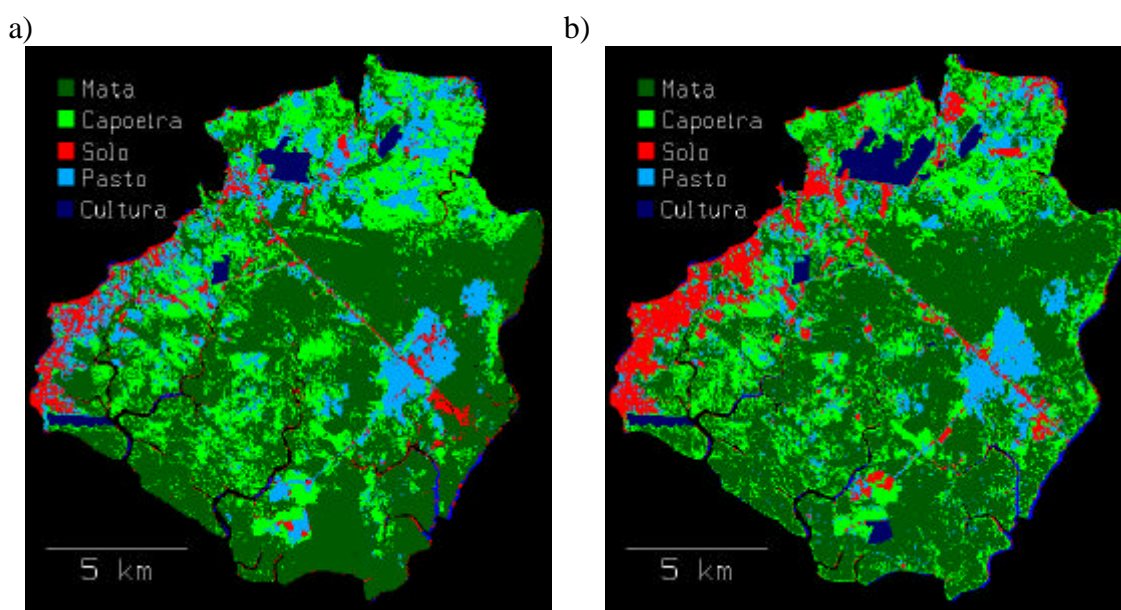 a)
Mata
Capoeira
Solo
Pasto
Cultura
5 km
b)
Mata
Capoeira
Solo
Pasto
Cultura
5 km